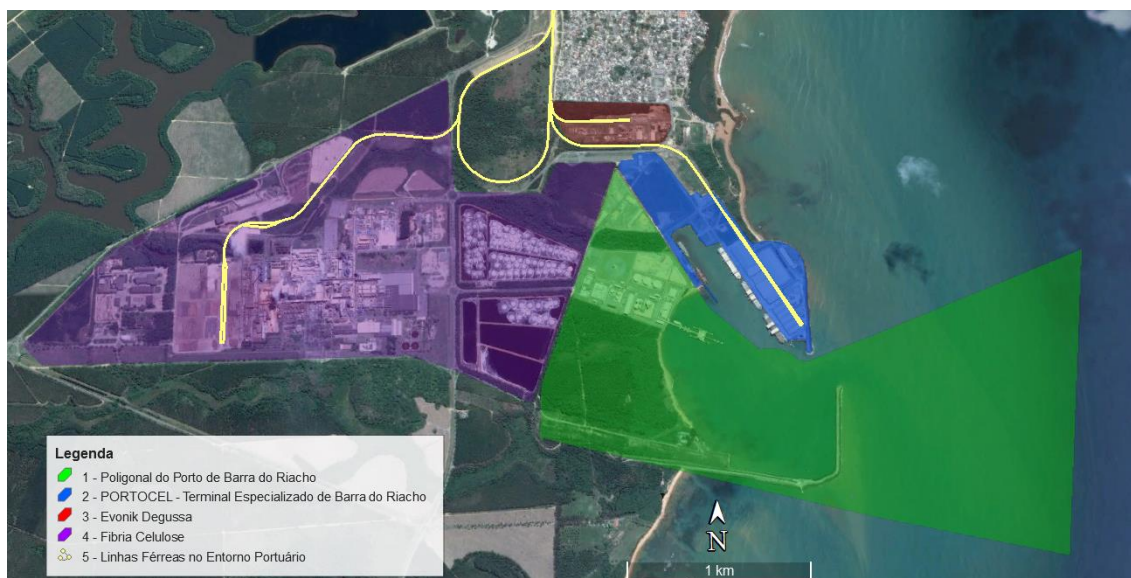 Legenda
1 - Poligonal do Porto de Barra do Riacho
2 - PORTOCEL - Terminal Especializado de Barra do Riacho
3 - Evonik Degussa
4 - Fibria Celulose
5 - Linhas Férreas no Entorno Portuário
N
1 km